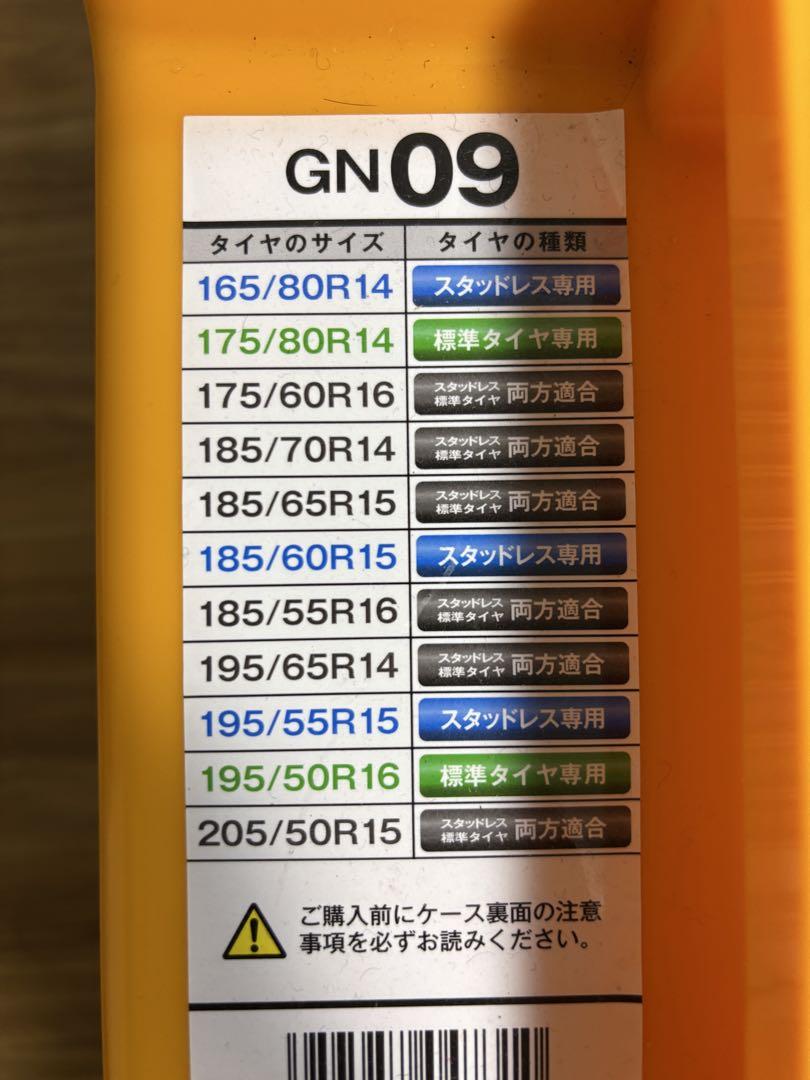 GN09
タイヤのサイズ タイヤの種類
165/80R14 スタッドレス専用
175/80R14 標準タイヤ専用
175/60R16 スタッドレス 標準タイヤ 両方適合
185/70R14 スタッドレス 標準タイヤ 両方適合
185/65R15 スタッドレス 標準タイヤ 両方適合
185/60R15 スタッドレス専用
185/55R16 スタッドレス 標準タイヤ 両方適合
195/65R14 スタッドレス 標準タイヤ 両方適合
195/55R15 スタッドレス専用
195/50R16 標準タイヤ専用
205/50R15 スタッドレス 標準タイヤ 両方適合
ご購入前にケース裏面の注意
事項を必ずお読みください。